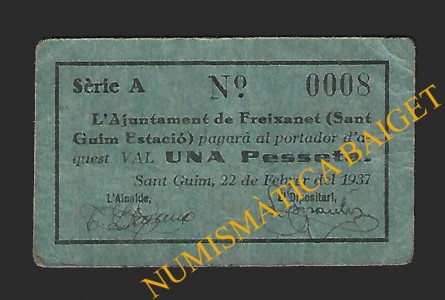 Sèrie A Nº 0008
L'Ajuntament de Freixanet (Sant
Guim Estació) pagarà al portador d'a-
quest VAL UNA Pesseta.
Sant Guim, 22 de Febrer del 1937
L'Alcalde, El Dipositari,
NUMISMÀTICA BAIGET